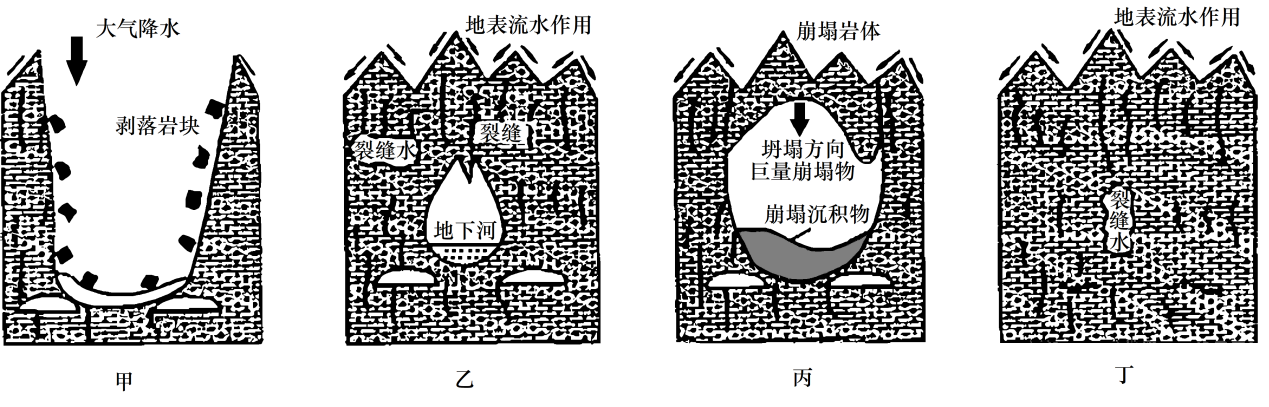 大气降水
剥落岩块
甲
地表流水作用
裂缝
裂缝水
地下河
乙
崩塌岩体
坍塌方向
巨量崩塌物
崩塌沉积物
丙
地表流水作用
裂
缝
水
丁